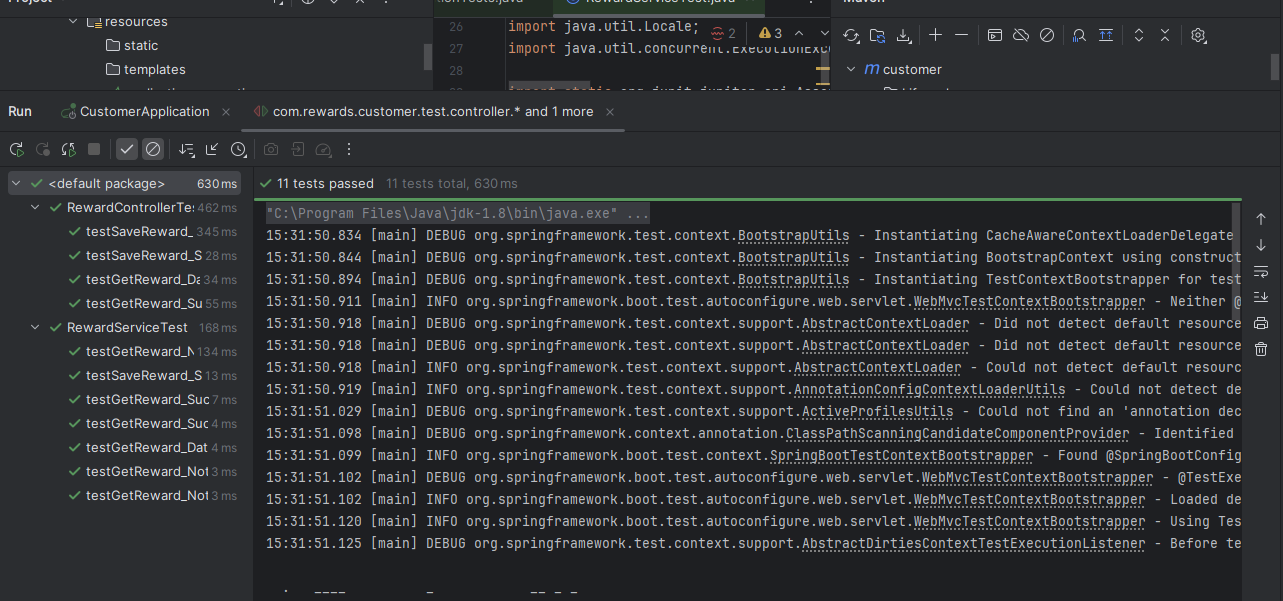 Project
RewardServiceTest.java
Maven
resources
static
templates
26
import java.util.Locale;
2
3
27
28
customer
Run
CustomerApplication
com.rewards.customer.test.controller.* and 1 more
<default package>
630 ms
11 tests passed
11 tests total, 630 ms
RewardControllerTe
462 ms
testSaveReward_
345 ms
testSaveReward_S
28 ms
testGetReward_Da
34 ms
testGetReward_Su
55 ms
RewardServiceTest
168 ms
testGetReward_N
134 ms
testSaveReward_S
13 ms
testGetReward_Suc
7 ms
testGetReward_Suc
4 ms
testGetReward_Dat
4 ms
testGetReward_Not
3 ms
testGetReward_Not
3 ms
"C:\Program Files\Java\jdk-1.8\bin\java.exe" ...
15:31:50.834 [main] DEBUG org.springframework.test.context.BootstrapUtils - Instantiating CacheAwareContextLoaderDelegate
15:31:50.844 [main] DEBUG org.springframework.test.context.BootstrapUtils - Instantiating BootstrapContext using construct
15:31:50.894 [main] DEBUG org.springframework.test.context.BootstrapUtils - Instantiating TestContextBootstrapper for test
15:31:50.911 [main] INFO org.springframework.boot.test.autoconfigure.web.servlet.WebMvcTestContextBootstrapper - Neither @
15:31:50.918 [main] DEBUG org.springframework.test.context.support.AbstractContextLoader - Did not detect default resource
15:31:50.918 [main] DEBUG org.springframework.test.context.support.AbstractContextLoader - Did not detect default resource
15:31:50.918 [main] INFO org.springframework.test.context.support.AbstractContextLoader - Could not detect default resourc
15:31:50.919 [main] INFO org.springframework.test.context.support.AnnotationConfigContextLoaderUtils - Could not detect de
15:31:51.029 [main] DEBUG org.springframework.test.context.support.ActiveProfilesUtils - Could not find an 'annotation dec
15:31:51.098 [main] DEBUG org.springframework.context.annotation.ClassPathScanningCandidateComponentProvider - Identified
15:31:51.099 [main] INFO org.springframework.boot.test.context.SpringBootTestContextBootstrapper - Found @SpringBootConfig
15:31:51.102 [main] DEBUG org.springframework.boot.test.autoconfigure.web.servlet.WebMvcTestContextBootstrapper - @TestExe
15:31:51.102 [main] INFO org.springframework.boot.test.autoconfigure.web.servlet.WebMvcTestContextBootstrapper - Loaded de
15:31:51.120 [main] INFO org.springframework.boot.test.autoconfigure.web.servlet.WebMvcTestContextBootstrapper - Using Tes
15:31:51.125 [main] DEBUG org.springframework.test.context.support.AbstractDirtiesContextTestExecutionListener - Before te